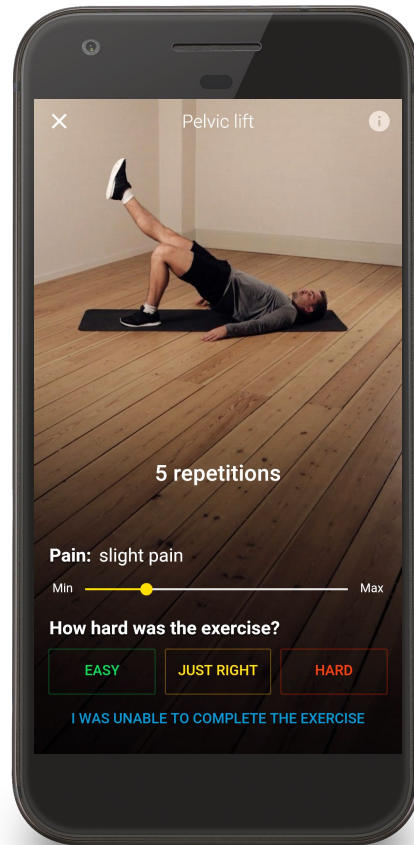 Pelvic lift
5 repetitions
Pain: slight pain
Min Max
How hard was the exercise?
EASY JUST RIGHT HARD
I WAS UNABLE TO COMPLETE THE EXERCISE